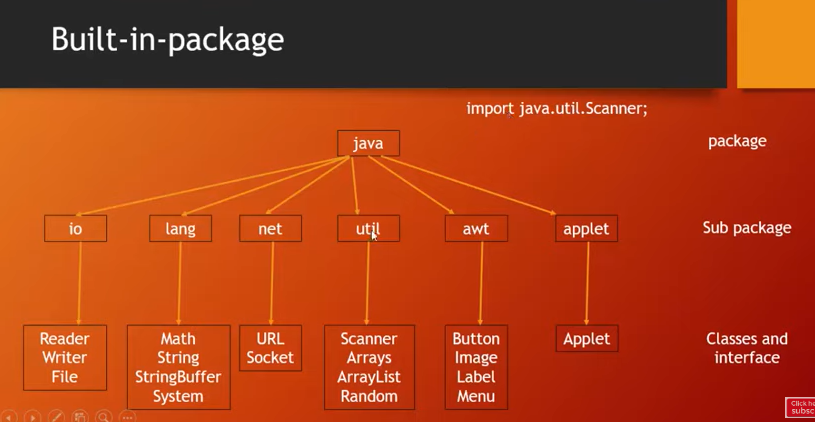 Built-in-package
import java.util.Scanner;
java
package
io
lang
net
util
awt
applet
Sub package
Reader
Writer
File
Math
String
StringBuffer
System
URL
Socket
Scanner
Arrays
ArrayList
Random
Button
Image
Label
Menu
Applet
Classes and
interface
Click
subsc